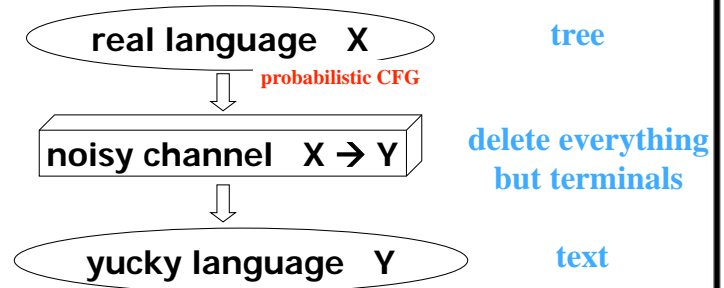 real language X
tree
probabilistic CFG
noisy channel X → Y
delete everything
but terminals
yucky language Y
text